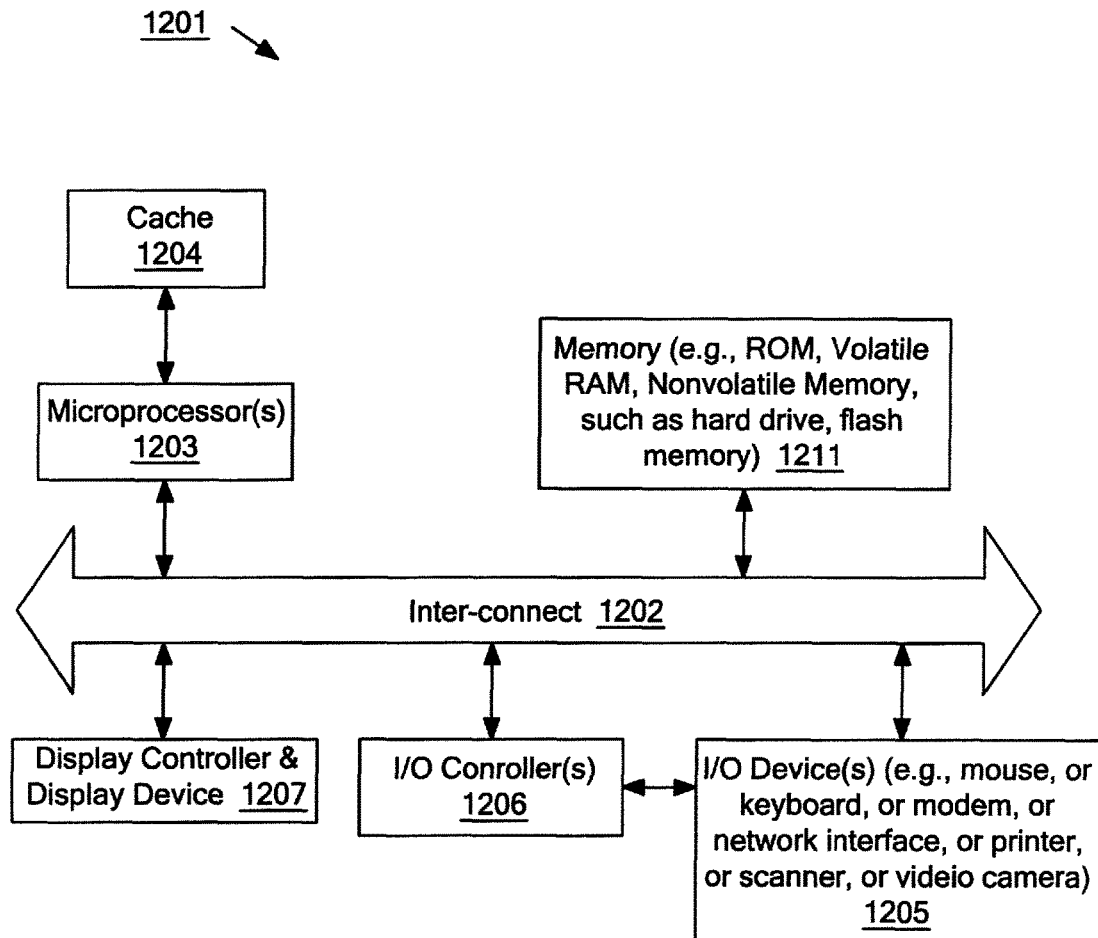 1201
Cache
1204
Microprocessor(s)
1203
Memory (e.g., ROM, Volatile
RAM, Nonvolatile Memory,
such as hard drive, flash
memory) 1211
Inter-connect 1202
Display Controller &
Display Device 1207
I/O Conroller(s)
1206
I/O Device(s) (e.g., mouse, or
keyboard, or modem, or
network interface, or printer,
or scanner, or videio camera)
1205